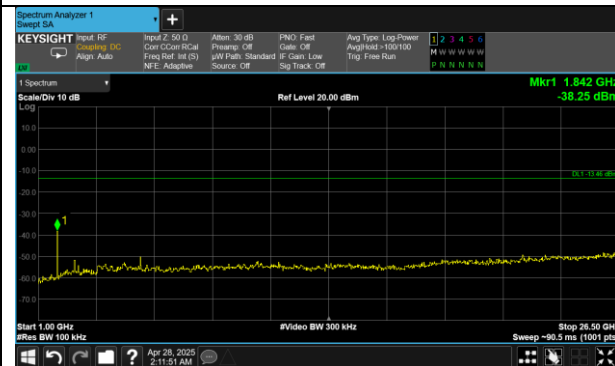 Spectrum Analyzer 1
Swept SA
+
KEYSIGHT
Input: RF
Coupling: DC
Align: Auto
Input Z: 50 Ω
Corr CCorr RCal
Freq Ref: Int (S)
NFE: Adaptive
Atten: 30 dB
Preamp: Off
µW Path: Standard
Source: Off
PNO: Fast
Gate: Off
IF Gain: Low
Sig Track: Off
Avg Type: Log-Power
Avg|Hold:>100/100
Trig: Free Run
1 2 3 4 5 6
M W W W W W
P N N N N N
1 Spectrum
Mkr1 1.842 GHz
Scale/Div 10 dB
Ref Level 20.00 dBm
-38.25 dBm
Log
10.0
0.00
-10.0
DL1 -13.46 dBm
-20.0
-30.0
1
-40.0
-50.0
-60.0
-70.0
Start 1.00 GHz
#Video BW 300 kHz
Stop 26.50 GHz
#Res BW 100 kHz
Sweep ~90.5 ms (1001 pts)
?
Apr 28, 2025
2:11:51 AM